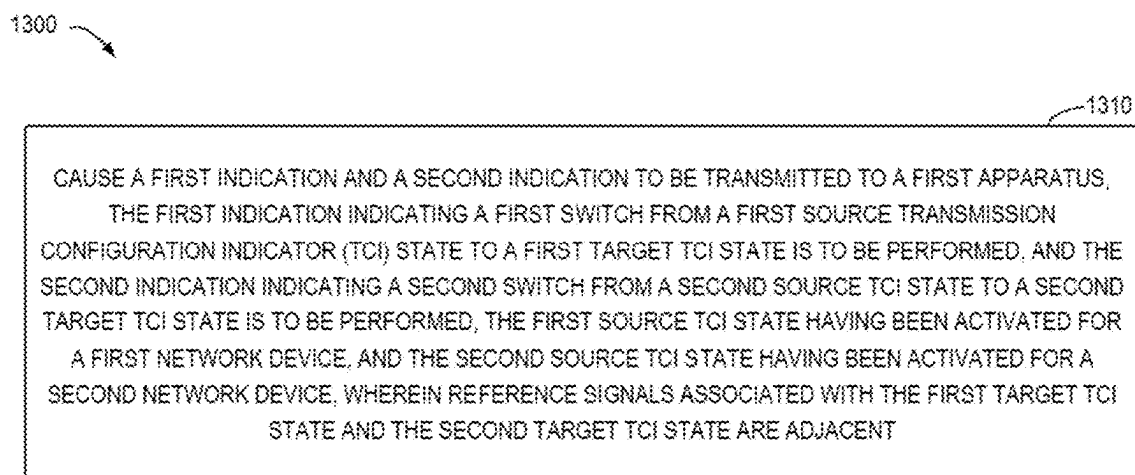 1300
1310
CAUSE A FIRST INDICATION AND A SECOND INDICATION TO BE TRANSMITTED TO A FIRST APPARATUS,
THE FIRST INDICATION INDICATING A FIRST SWITCH FROM A FIRST SOURCE TRANSMISSION
CONFIGURATION INDICATOR (TCI) STATE TO A FIRST TARGET TCI STATE IS TO BE PERFORMED, AND THE
SECOND INDICATION INDICATING A SECOND SWITCH FROM A SECOND SOURCE TCI STATE TO A SECOND
TARGET TCI STATE IS TO BE PERFORMED, THE FIRST SOURCE TCI STATE HAVING BEEN ACTIVATED FOR
A FIRST NETWORK DEVICE, AND THE SECOND SOURCE TCI STATE HAVING BEEN ACTIVATED FOR A
SECOND NETWORK DEVICE, WHEREIN REFERENCE SIGNALS ASSOCIATED WITH THE FIRST TARGET TCI
STATE AND THE SECOND TARGET TCI STATE ARE ADJACENT